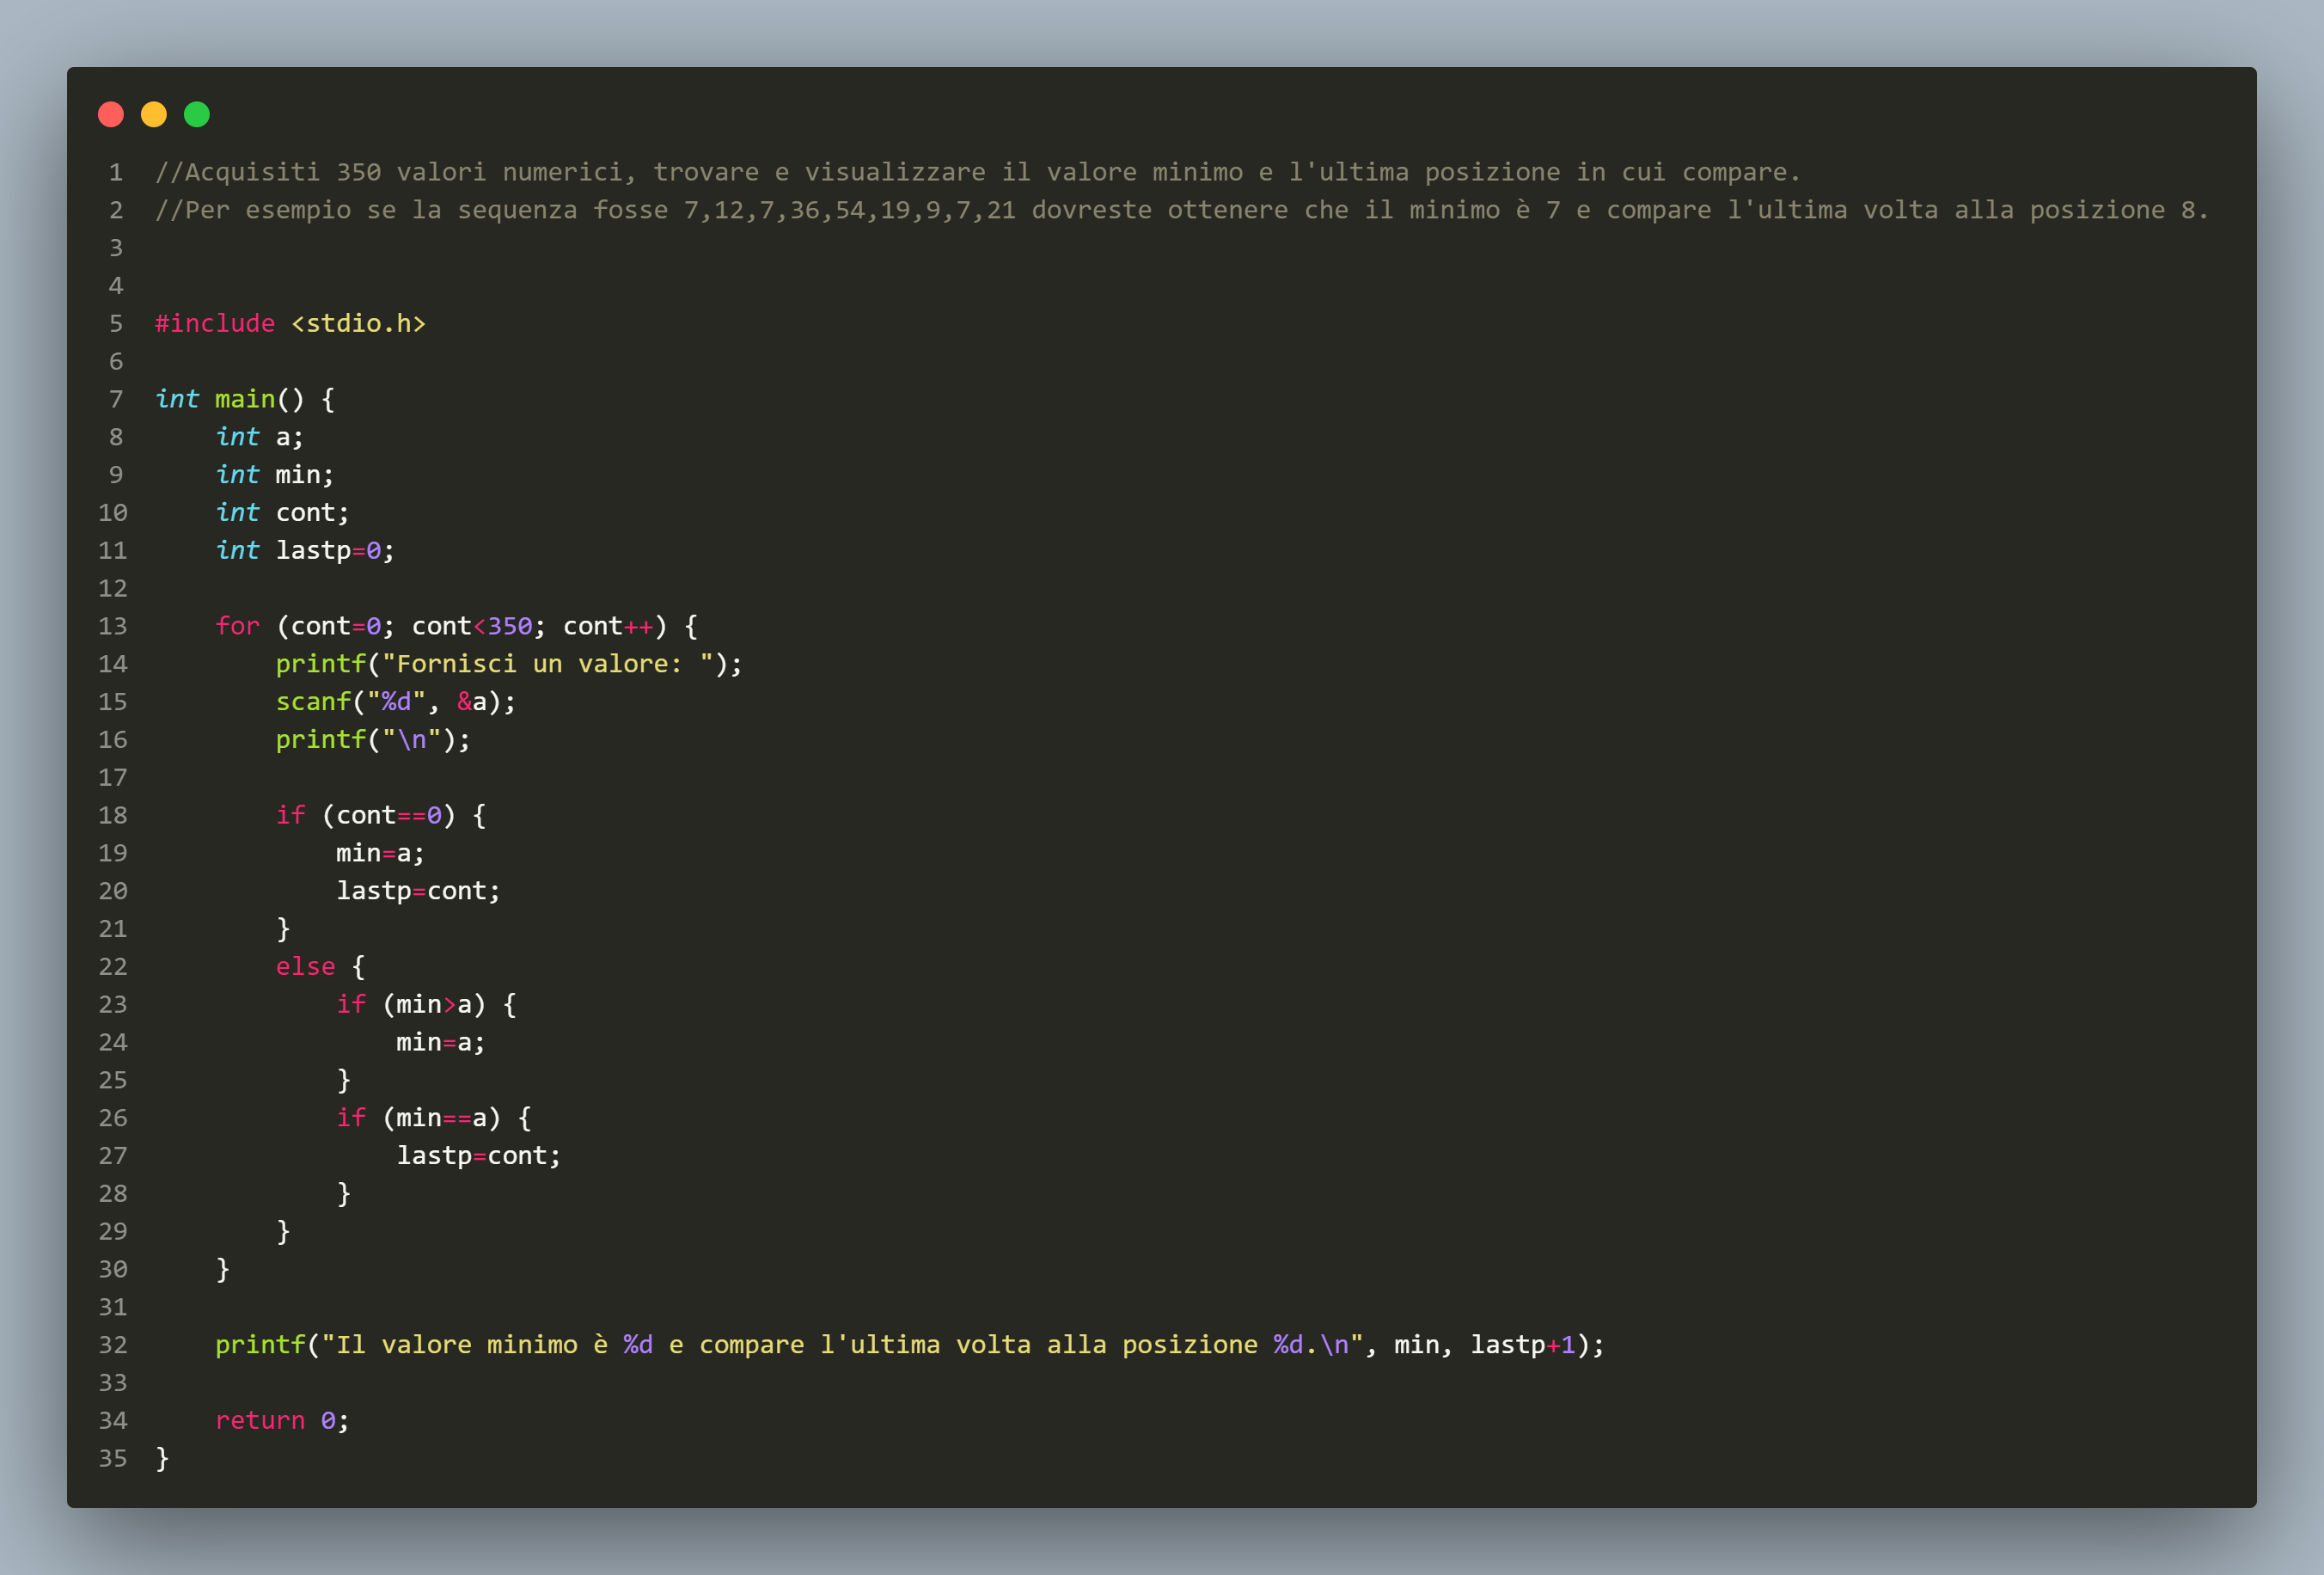 1 //Acquisiti 350 valori numerici, trovare e visualizzare il valore minimo e l'ultima posizione in cui compare.
2 //Per esempio se la sequenza fosse 7,12,7,36,54,19,9,7,21 dovreste ottenere che il minimo è 7 e compare l'ultima volta alla posizione 8.
3
4
5 #include <stdio.h>
6
7 int main() {
8     int a;
9     int min;
10     int cont;
11     int lastp=0;
12
13     for (cont=0; cont<350; cont++) {
14         printf("Fornisci un valore: ");
15         scanf("%d", &a);
16         printf("\n");
17
18         if (cont==0) {
19             min=a;
20             lastp=cont;
21         }
22         else {
23             if (min>a) {
24                 min=a;
25             }
26             if (min==a) {
27                 lastp=cont;
28             }
29         }
30     }
31
32     printf("Il valore minimo è %d e compare l'ultima volta alla posizione %d.\n", min, lastp+1);
33
34     return 0;
35 }